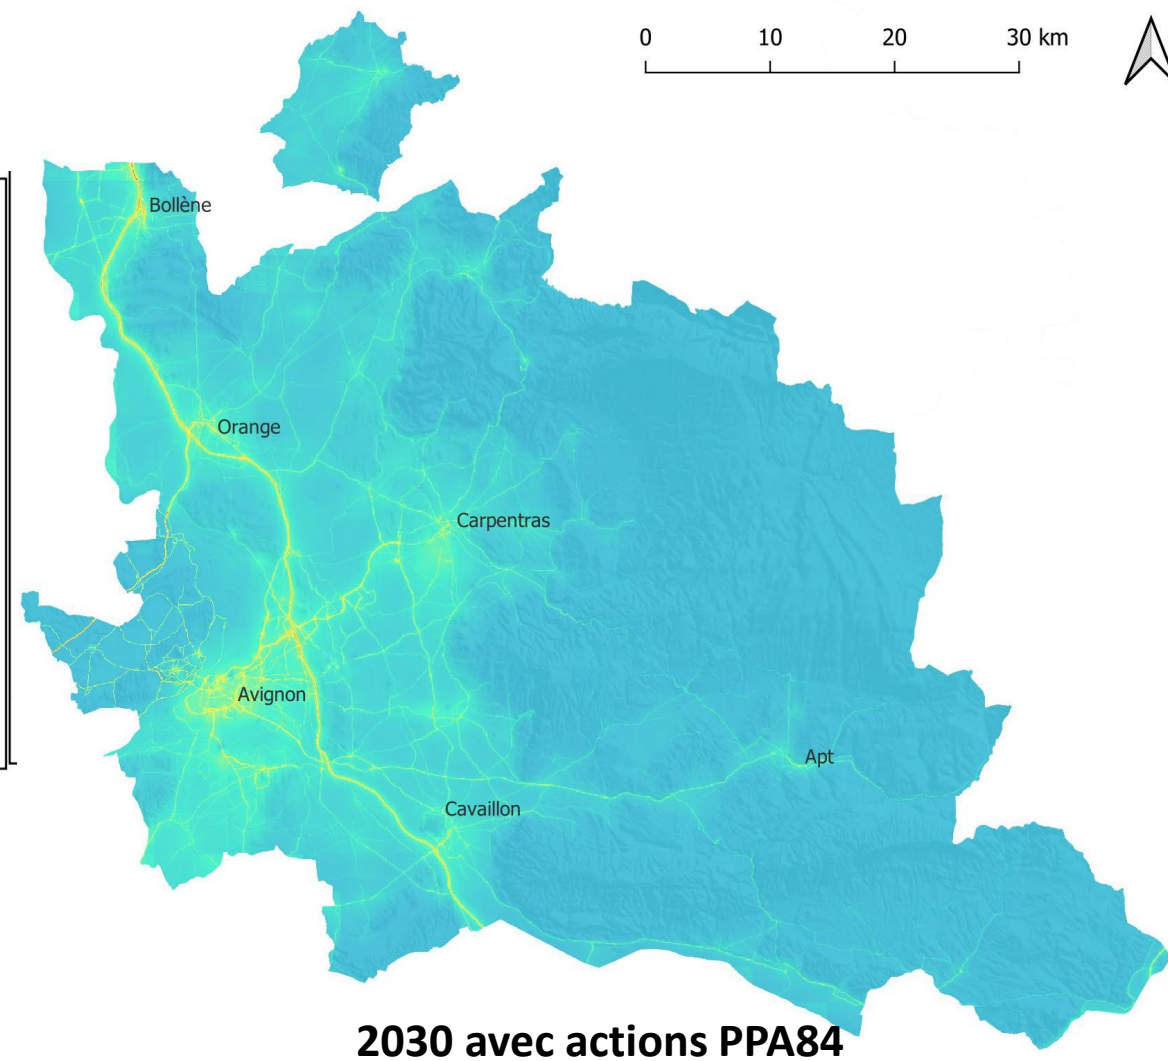 0 10 20 30 km
Bollène
Orange
Carpentras
Avignon
Apt
Cavaillon
2030 avec actions PPA84